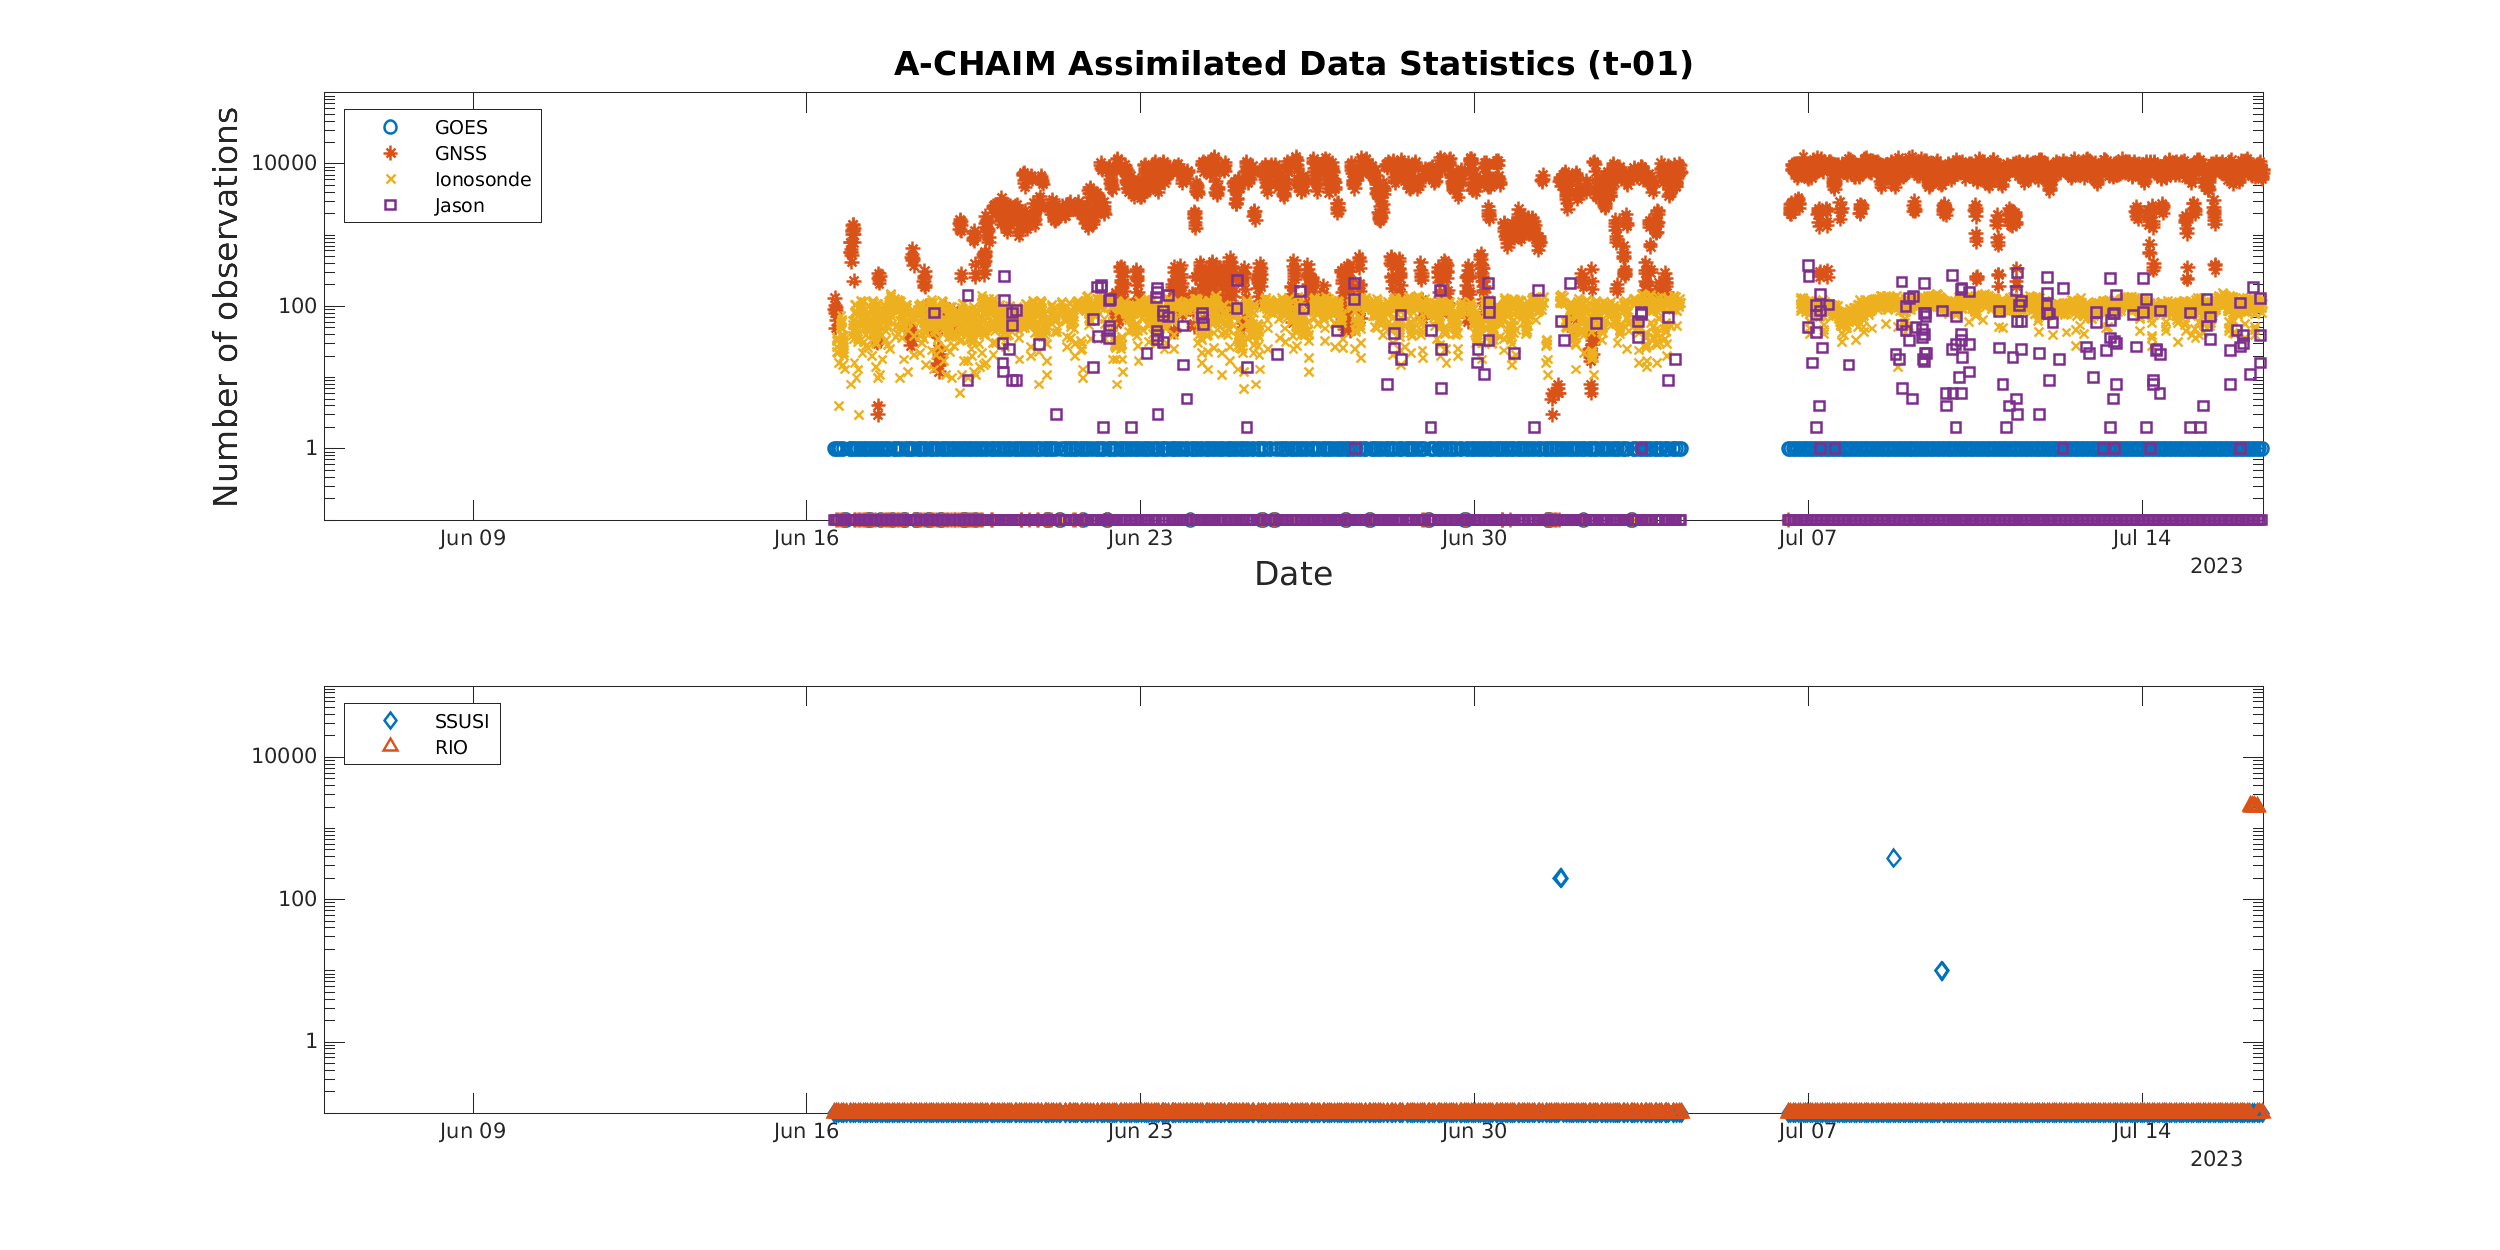 A-CHAIM Assimilated Data Statistics (t-01)
Number of observations
10000
100
1
GOES
GNSS
Ionosonde
Jason
Jun 09
Jun 16
Jun 23
Jun 30
Jul 07
Jul 14
2023
Date
10000
100
1
SSUSI
RIO
Jun 09
Jun 16
Jun 23
Jun 30
Jul 07
Jul 14
2023